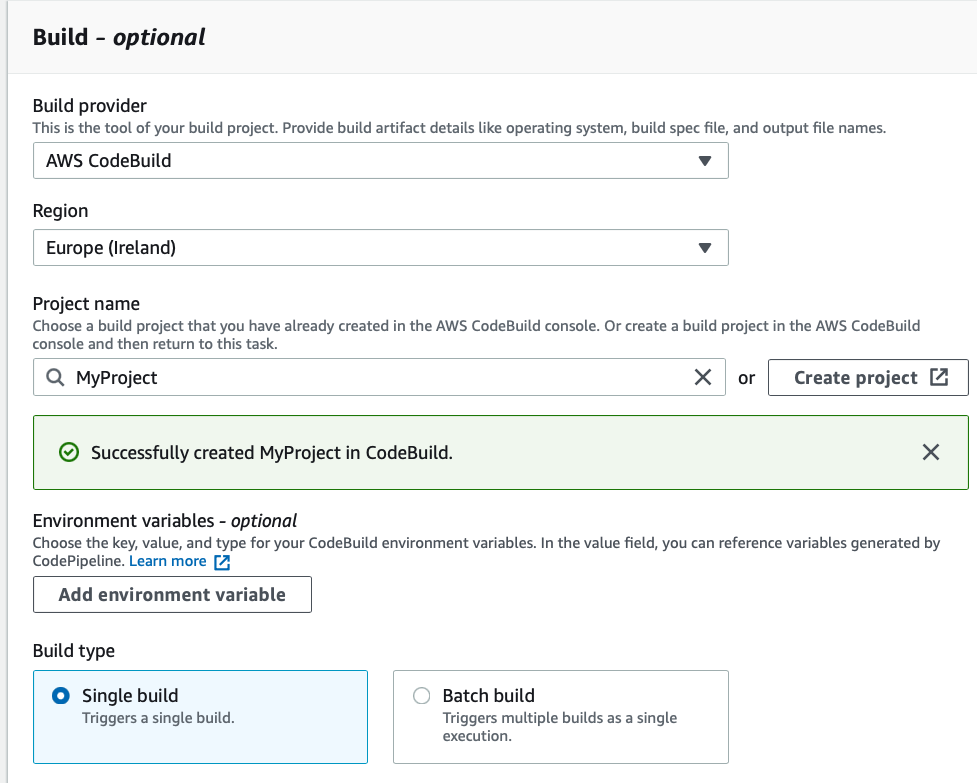 Build - optional
Build provider
This is the tool of your build project. Provide build artifact details like operating system, build spec file, and output file names.
AWS CodeBuild
Region
Europe (Ireland)
Project name
Choose a build project that you have already created in the AWS CodeBuild console. Or create a build project in the AWS CodeBuild
console and then return to this task.
MyProject
or
Create project
Successfully created MyProject in CodeBuild.
Environment variables - optional
Choose the key, value, and type for your CodeBuild environment variables. In the value field, you can reference variables generated by
CodePipeline. Learn more
Add environment variable
Build type
Single build
Triggers a single build.
Batch build
Triggers multiple builds as a single
execution.